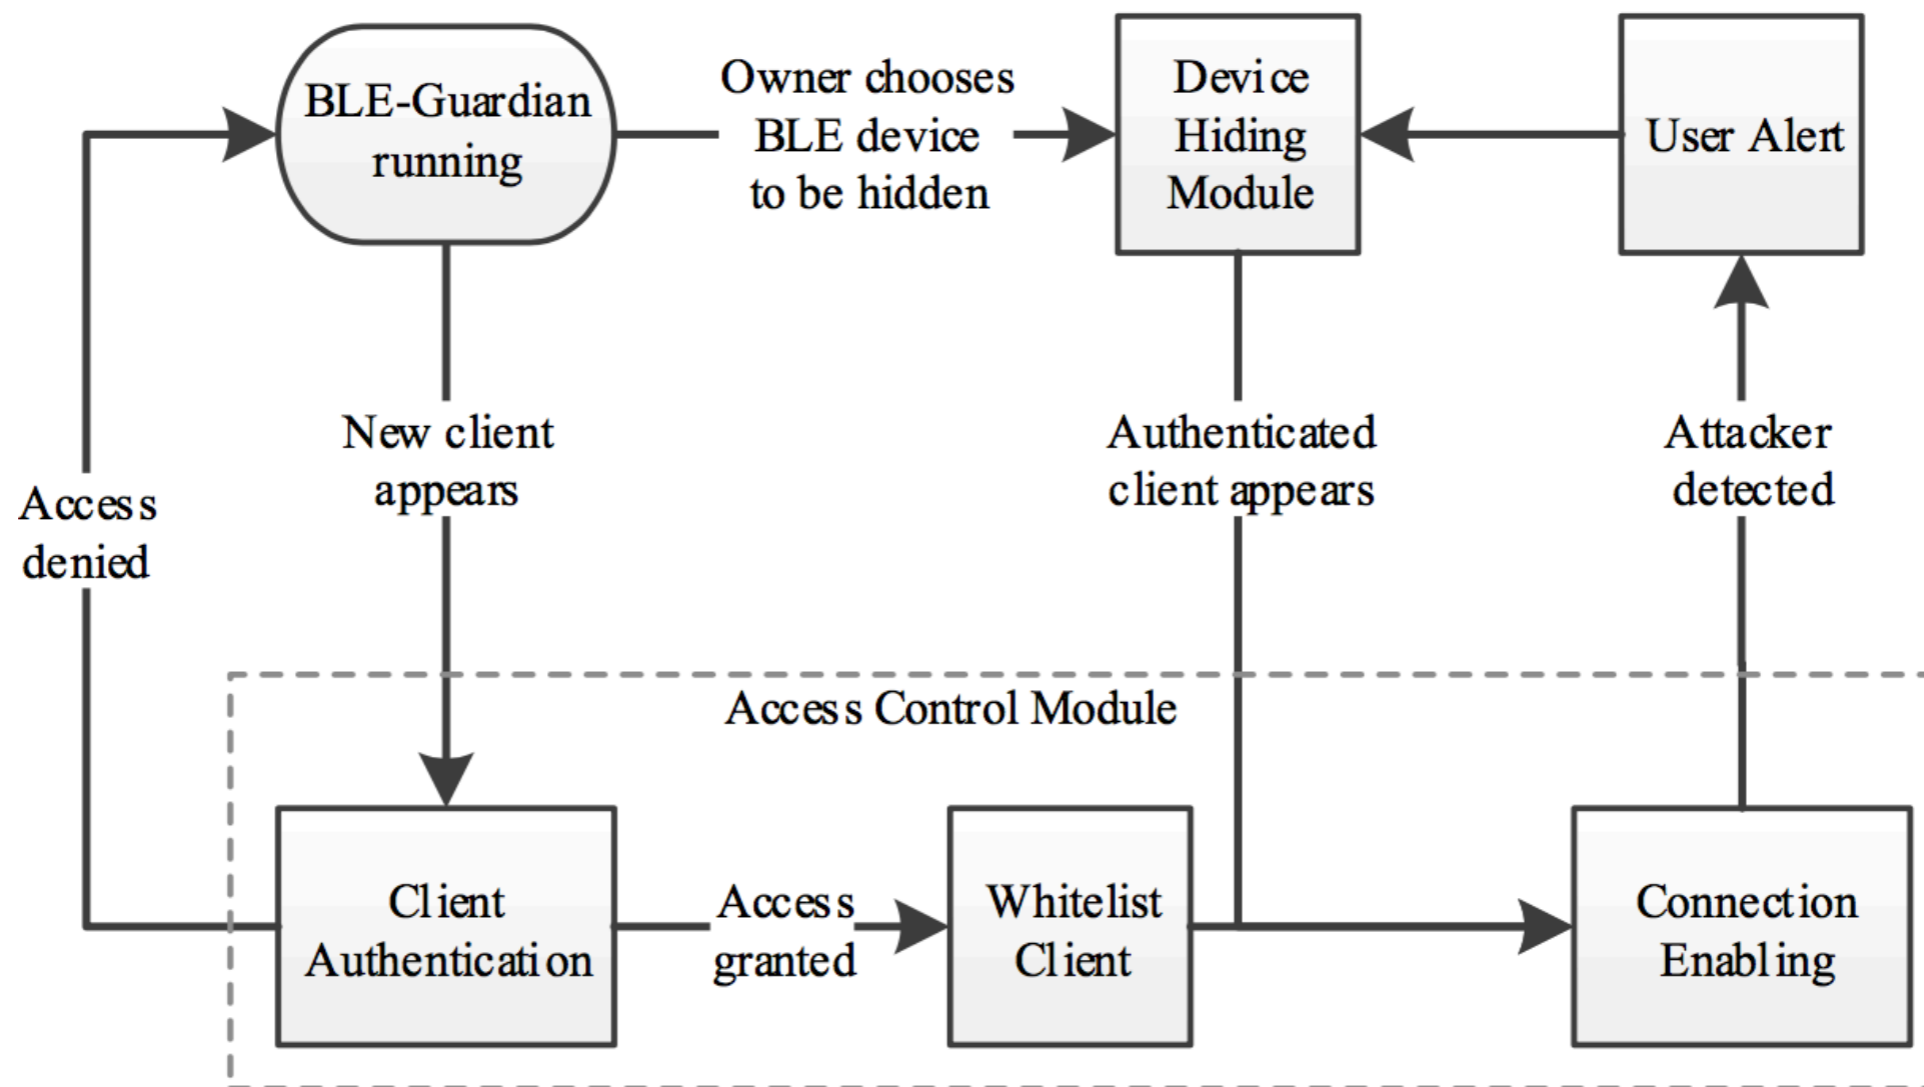 BLE-Guardian
running
Owner chooses
BLE device
to be hidden
Device
Hiding
Module
User Alert
New client
appears
Authenticated
client appears
Attacker
detected
Access
denied
Access Control Module
Client
Authentication
Access
granted
Whitelist
Client
Connection
Enabling